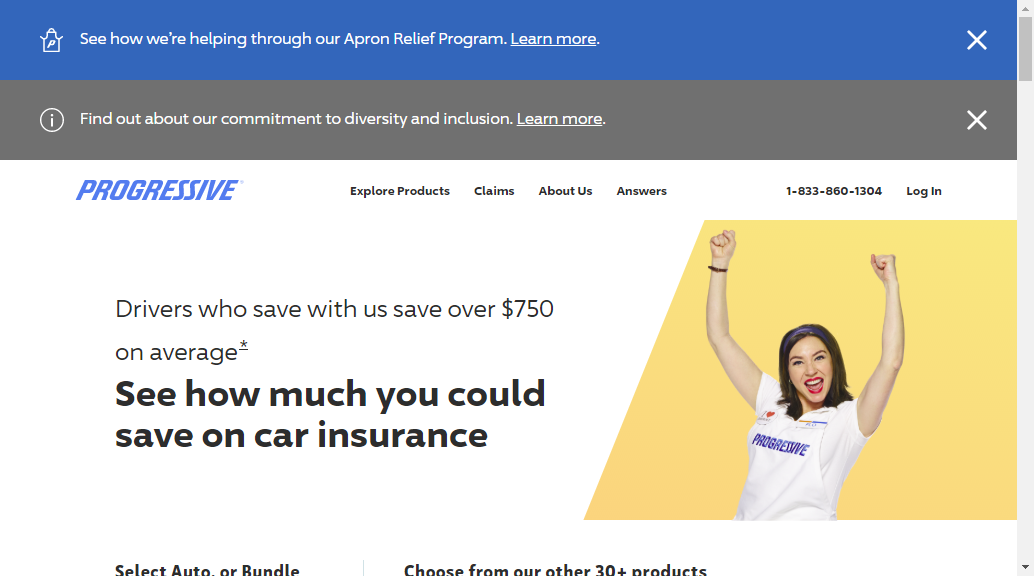 See how we're helping through our Apron Relief Program. Learn more.
Find out about our commitment to diversity and inclusion. Learn more.
PROGRESSIVE
Explore Products Claims About Us Answers 1-833-860-1304 Log In
Drivers who save with us save over $750
on average*
See how much you could
save on car insurance
PROGRESSIVE
Select Auto, or Bundle
Choose from our other 30+ products